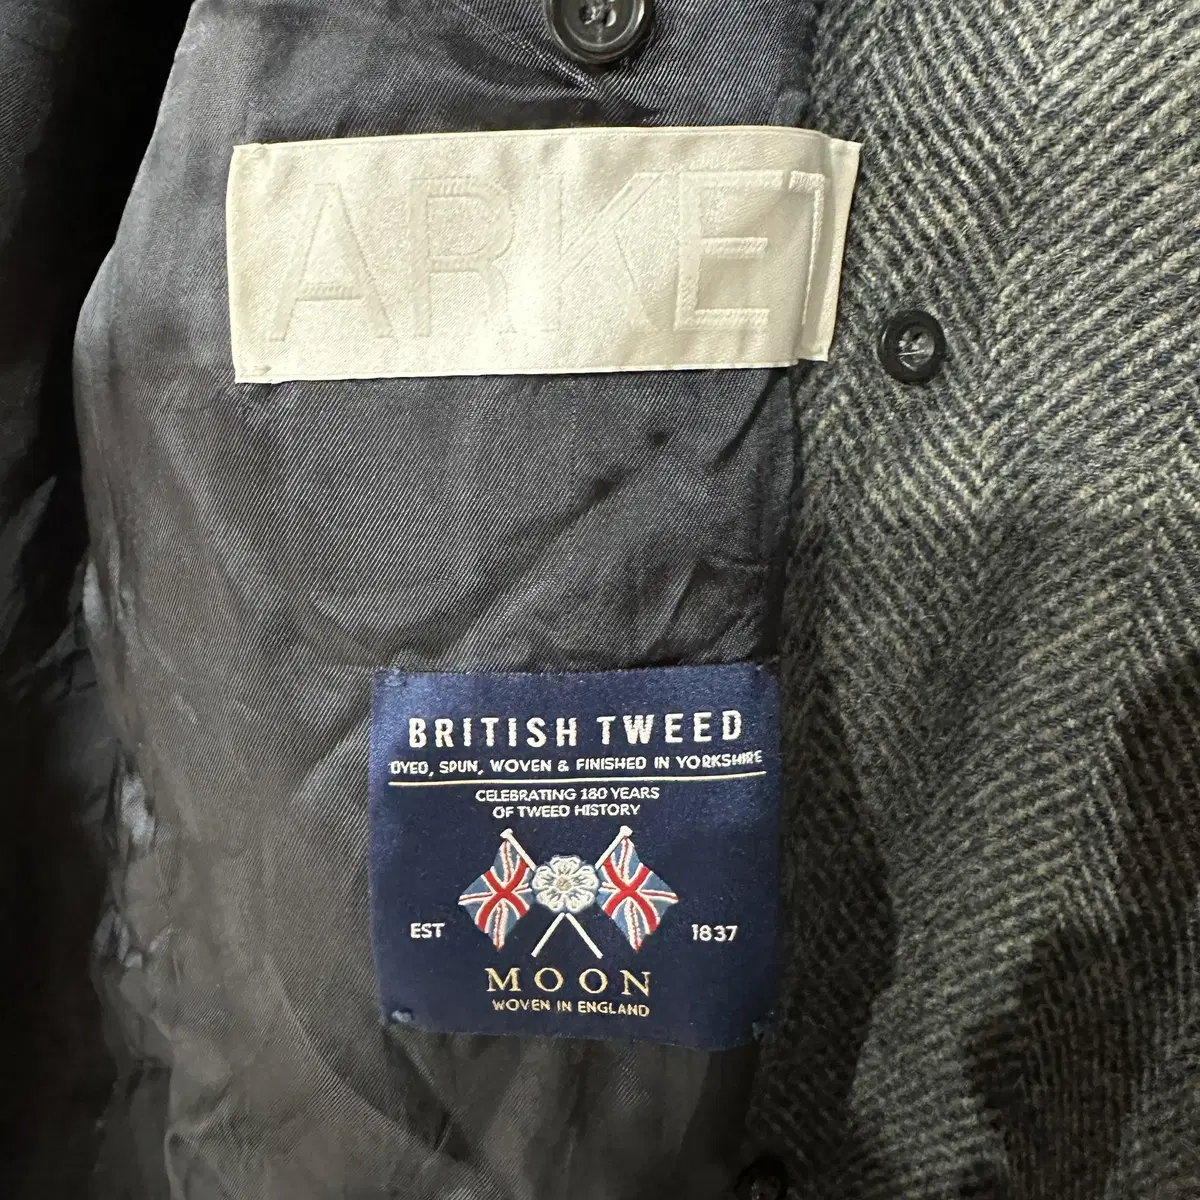 ARKET
BRITISH TWEED
DYED, SPUN, WOVEN & FINISHED IN YORKSHIRE
CELEBRATING 180 YEARS
OF TWEED HISTORY
EST 1837
MOON
WOVEN IN ENGLAND